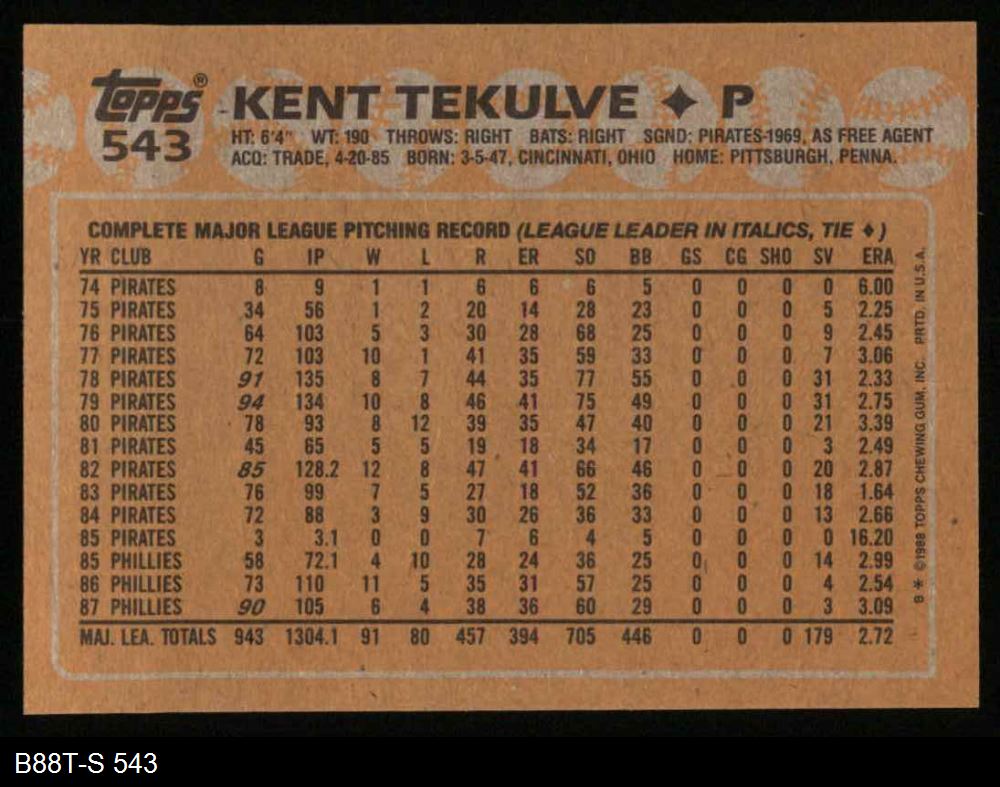 Topps® KENT TEKULVE ✦ P
543 HT: 6'4" WT: 190 THROWS: RIGHT BATS: RIGHT SGND: PIRATES-1969, AS FREE AGENT
ACQ: TRADE, 4-20-85 BORN: 3-5-47, CINCINNATI, OHIO HOME: PITTSBURGH, PENNA.
COMPLETE MAJOR LEAGUE PITCHING RECORD (LEAGUE LEADER IN ITALICS, TIE ♦)
YR CLUB G IP W L R ER SO BB GS CG SHO SV ERA
74 PIRATES 8 9 1 1 6 6 6 5 0 0 0 0 6.00
75 PIRATES 34 56 1 2 20 14 28 23 0 0 0 5 2.25
76 PIRATES 64 103 5 3 30 28 68 25 0 0 0 9 2.45
77 PIRATES 72 103 10 1 41 35 59 33 0 0 0 7 3.06
78 PIRATES 91 135 8 7 44 35 77 55 0 0 0 31 2.33
79 PIRATES 94 134 10 8 46 41 75 49 0 0 0 31 2.75
80 PIRATES 78 93 8 12 39 35 47 40 0 0 0 21 3.39
81 PIRATES 45 65 5 5 19 18 34 17 0 0 0 3 2.49
82 PIRATES 85 128.2 12 8 47 41 66 46 0 0 0 20 2.87
83 PIRATES 76 99 7 5 27 18 52 36 0 0 0 18 1.64
84 PIRATES 72 88 3 9 30 26 36 33 0 0 0 13 2.66
85 PIRATES 3 3.1 0 0 7 6 4 5 0 0 0 0 16.20
85 PHILLIES 58 72.1 4 10 28 24 36 25 0 0 0 14 2.99
86 PHILLIES 73 110 11 5 35 31 57 25 0 0 0 4 2.54
87 PHILLIES 90 105 6 4 38 36 60 29 0 0 0 3 3.09
MAJ. LEA. TOTALS 943 1304.1 91 80 457 394 705 446 0 0 0 179 2.72
B * ©1988 TOPPS CHEWING GUM, INC. PRTD. IN U.S.A.
B88T-S 543